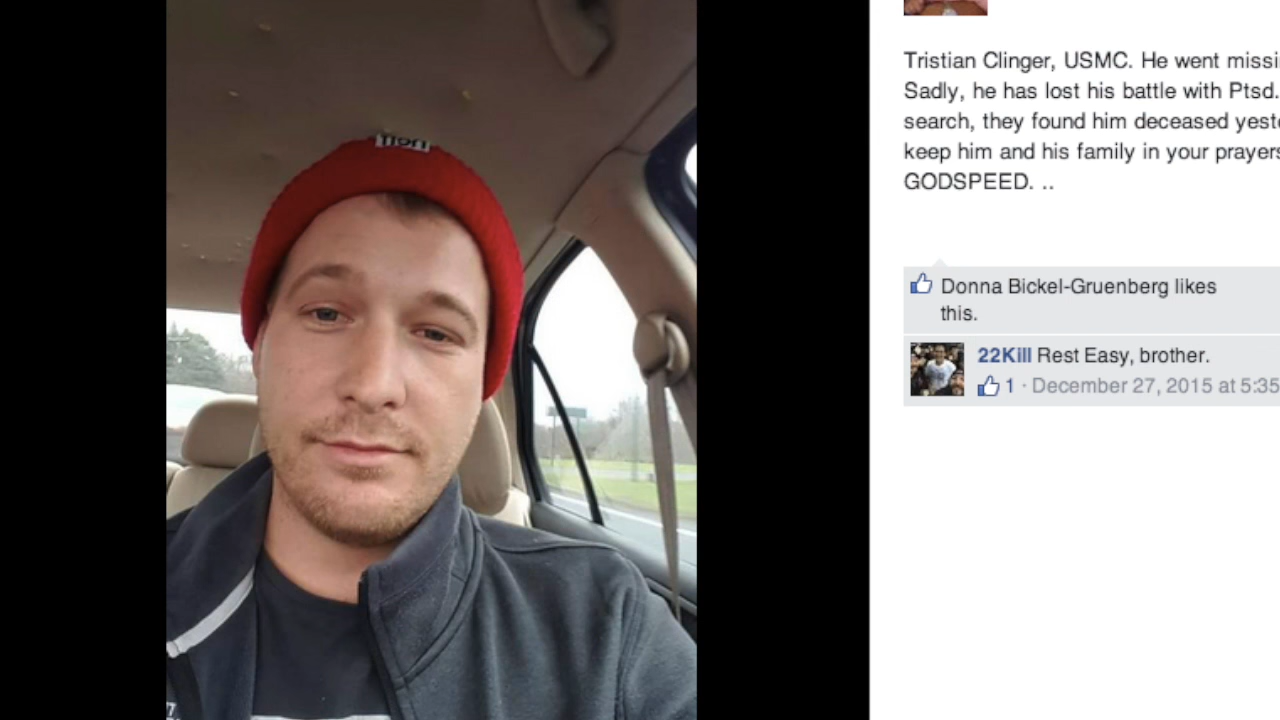 Tristian Clinger, USMC. He went missi
Sadly, he has lost his battle with Ptsd.
search, they found him deceased yeste
keep him and his family in your prayers
GODSPEED. ..
Donna Bickel-Gruenberg likes
this.
22Kill Rest Easy, brother.
1 · December 27, 2015 at 5:35